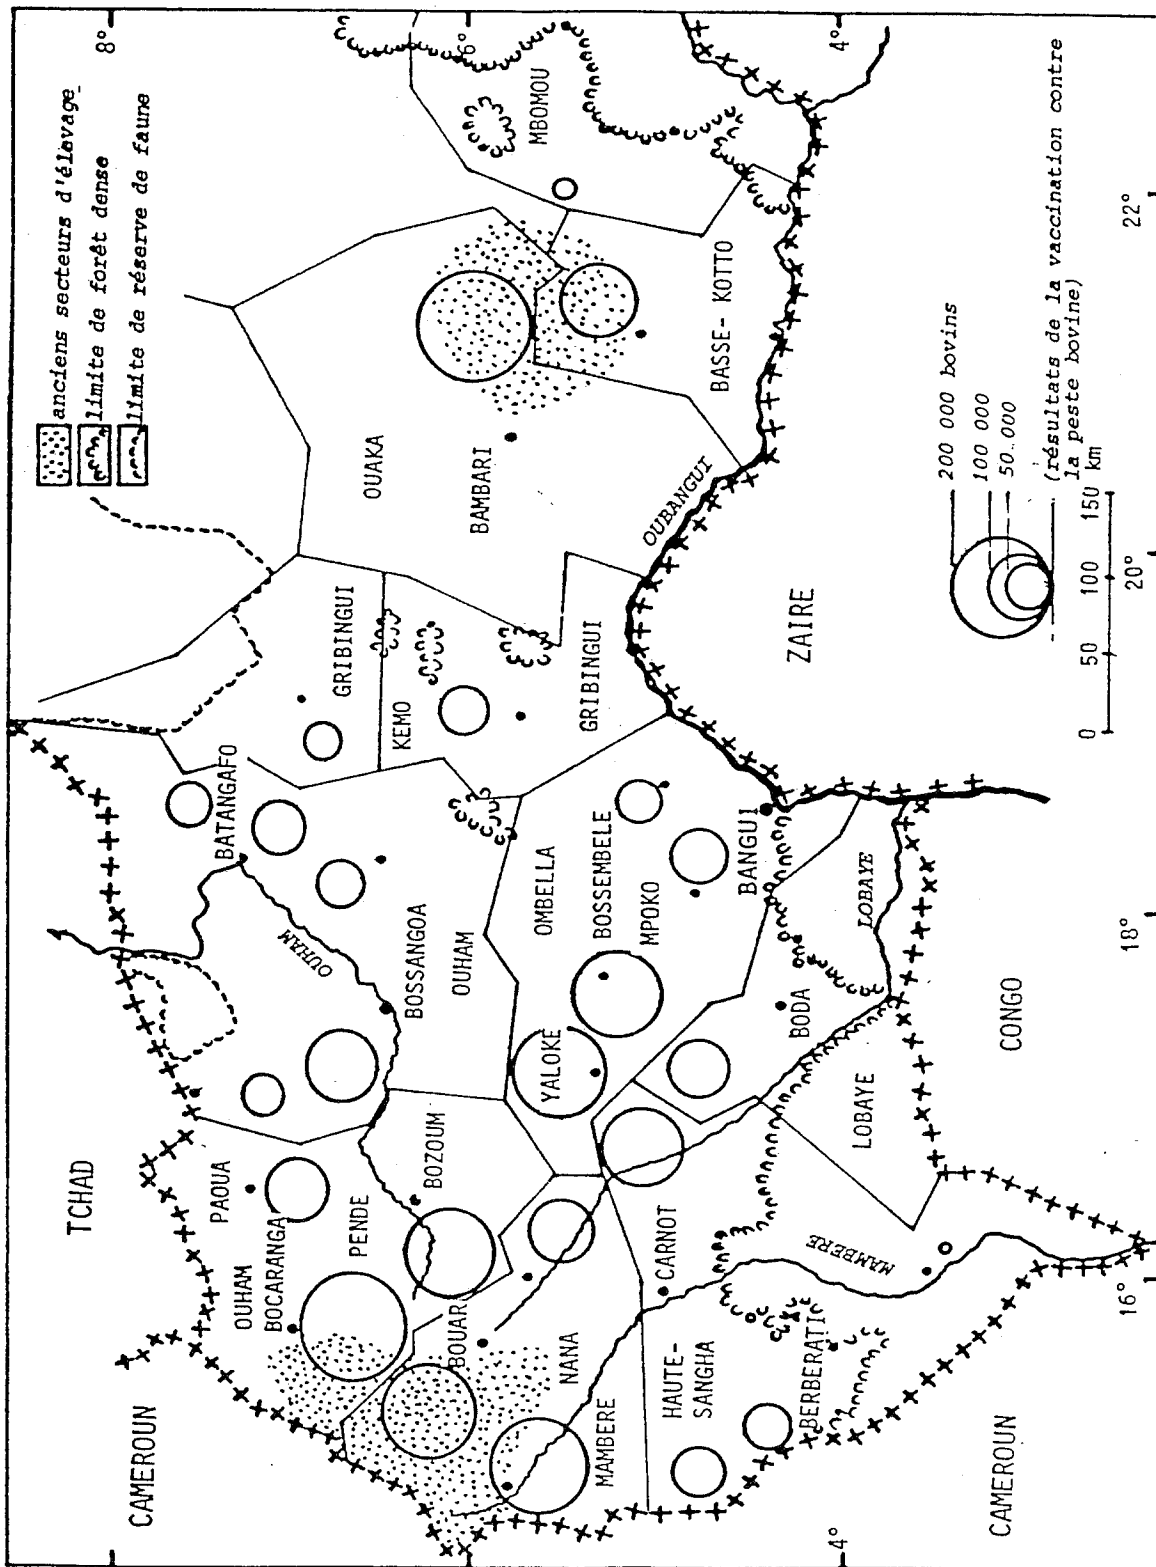 8°
6°
4°
anciens secteurs d'élevage
limite de forêt dense
limite de réserve de faune
TCHAD
CAMEROUN
PAOUA
OUHAM
BOCARANGA
PENDE
BOZOUM
BOUAR
NANA
MAMBERE
HAUTE-
SANGHA
CARNOT
BERBERATI
MAMBERE
CAMEROUN
CONGO
LOBAYE
LOBAYE
BODA
YALOKE
BANGUI
MPOKO
BOSSEMBELE
OMBELLA
OUHAM
BOSSANGOA
OUHAM
BATANGAFO
GRIBINGUI
KEMO
GRIBINGUI
OUAKA
BAMBARI
MBOMOU
BASSE- KOTTO
OUBANGUI
ZAIRE
200 000 bovins
100 000
50.000
(résultats de la vaccination contre
la peste bovine)
0 50 100 150 km
4°
16°
18°
20°
22°